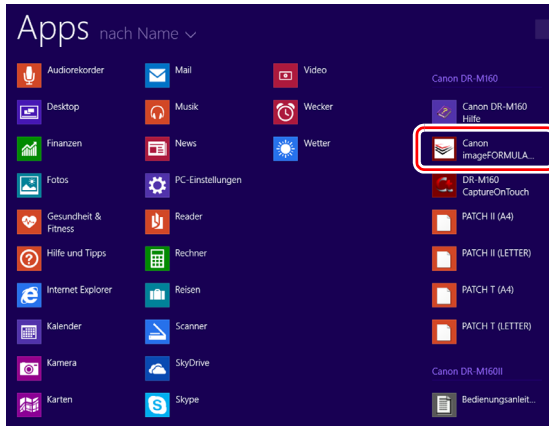 Apps nach Name
Audiorekorder
Desktop
Finanzen
Fotos
Gesundheit &
Fitness
Hilfe und Tipps
Internet Explorer
Kalender
Kamera
Karten
Mail
Musik
News
PC-Einstellungen
Reader
Rechner
Reisen
Scanner
SkyDrive
Skype
Video
Wecker
Wetter
Canon DR-M160
Canon DR-M160
Hilfe
Canon
imageFORMULA...
DR-M160
CaptureOnTouch
PATCH II (A4)
PATCH II (LETTER)
PATCH T (A4)
PATCH T (LETTER)
Canon DR-M160II
Bedienungsanleit...